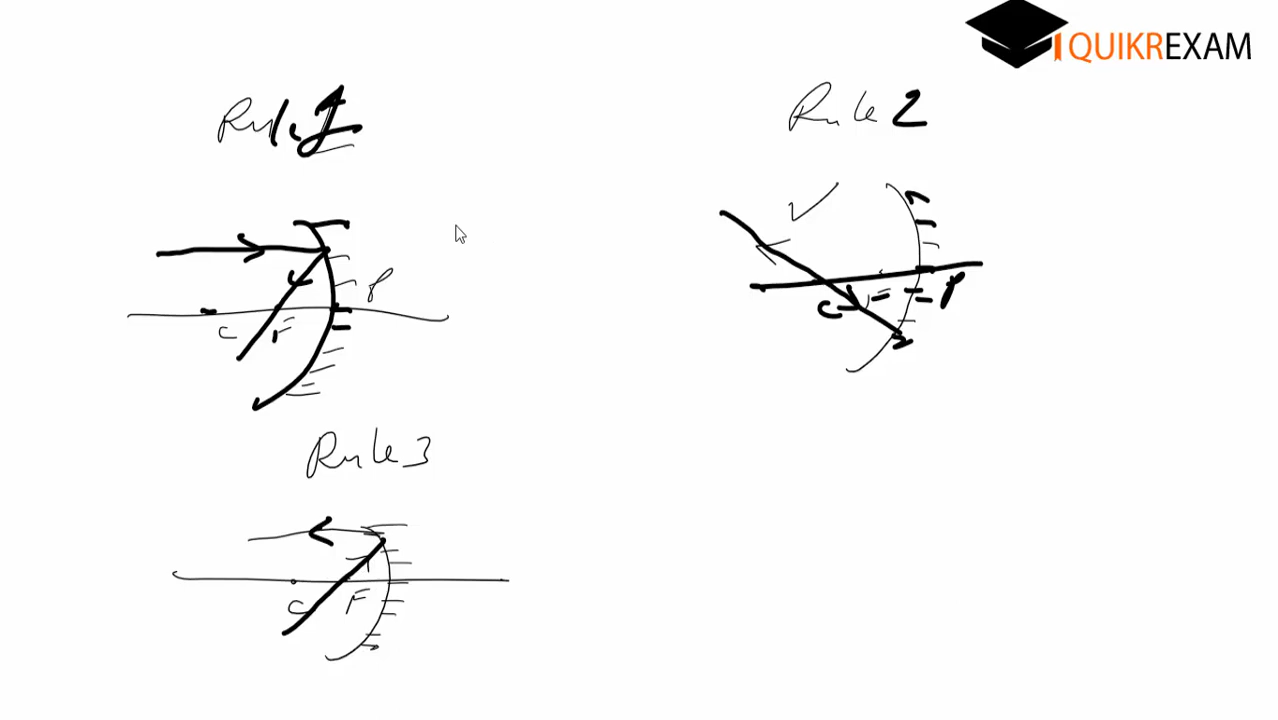 QUIKREXAM
Rule 1
Rule 2
P
C F
C F P
Rule 3
C F